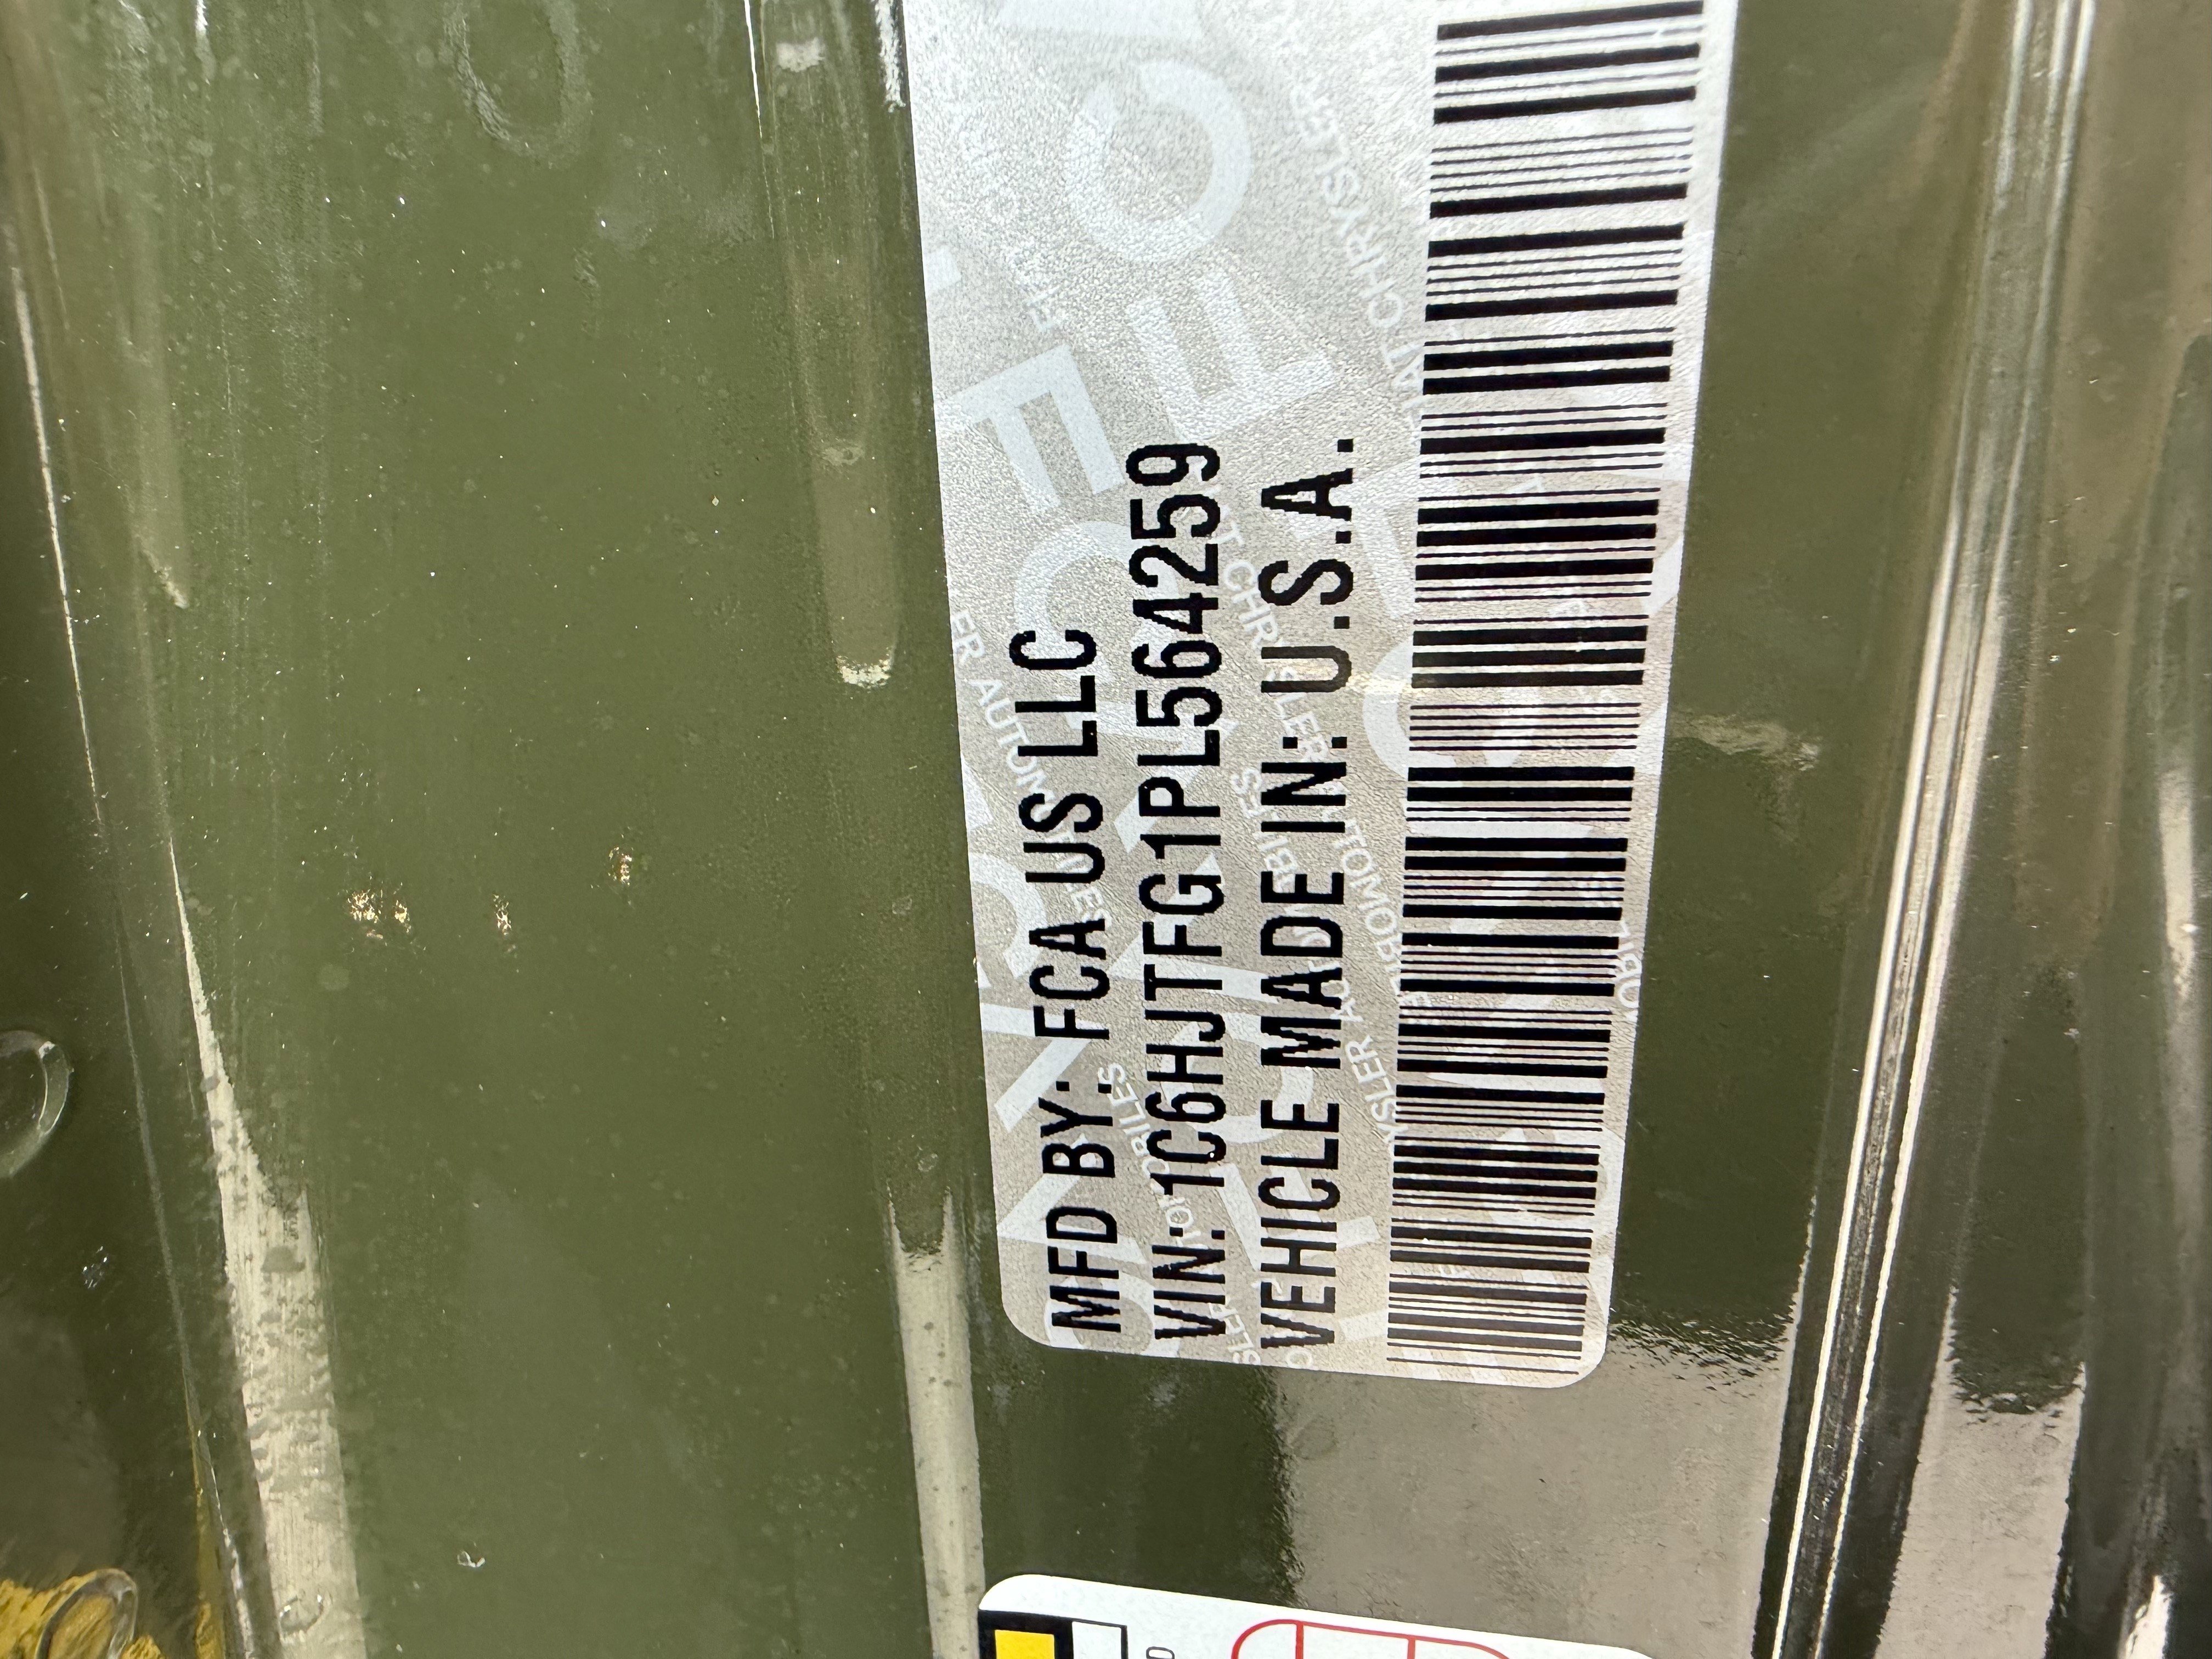 MFD BY: FCA US LLC
VIN: 1C6HJTFG1PL564259
VEHICLE MADE IN: U.S.A.